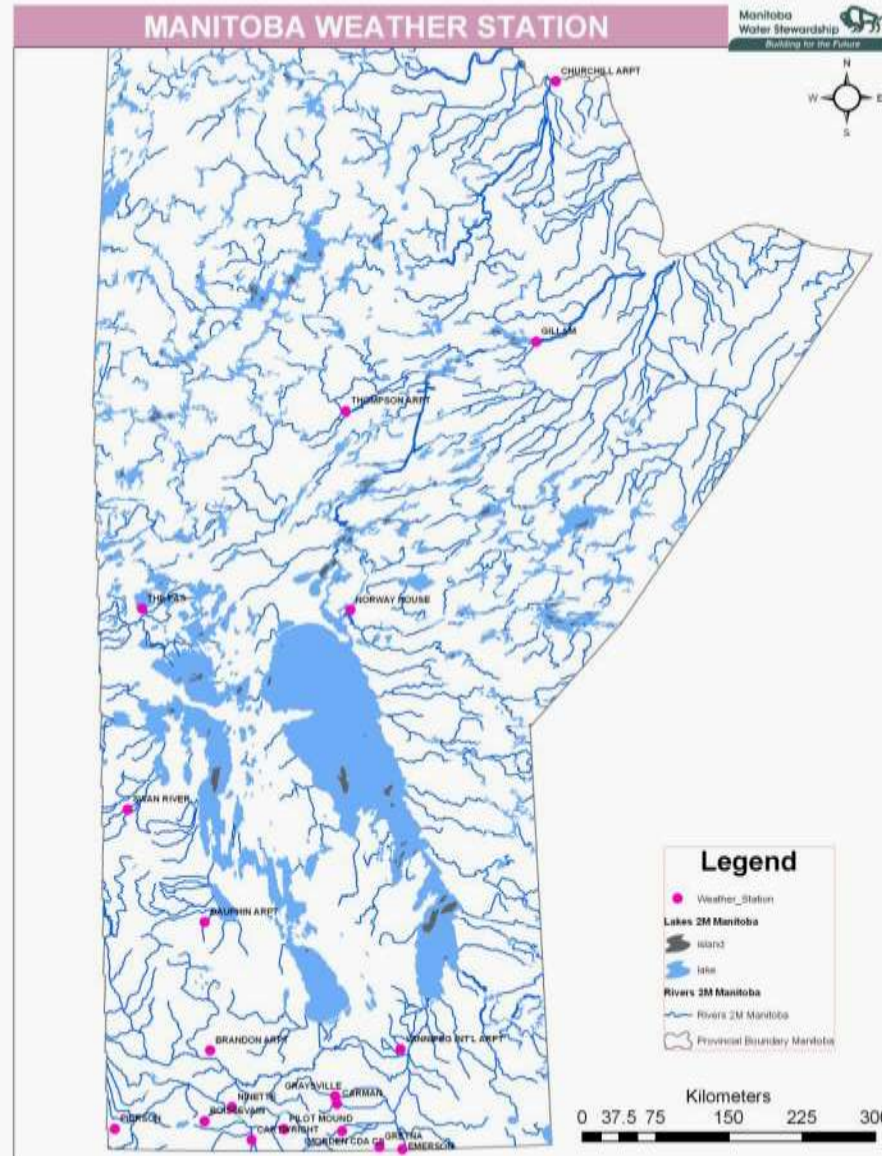 MANITOBA WEATHER STATION
Manitoba
Water Stewardship
Building for the Future
N
W E
S
CHURCHILL ARPT
GILLAM
THOMPSON ARPT
THE PAS
NORWAY HOUSE
SWAN RIVER
DAUPHIN ARPT
BRANDON ARPT
WINNIPEG INT'L ARPT
GRAYSVILLE
CARMAN
NINETTE
BOISSEVAIN
PIERSON
PILOT MOUND
CARTWRIGHT
MORDEN CDA
GRETNA
EMERSON
Legend
Weather_Station
Lakes 2M Manitoba
island
lake
Rivers 2M Manitoba
Rivers 2M Manitoba
Provincial Boundary Manitoba
Kilometers
0 37.5 75 150 225 300